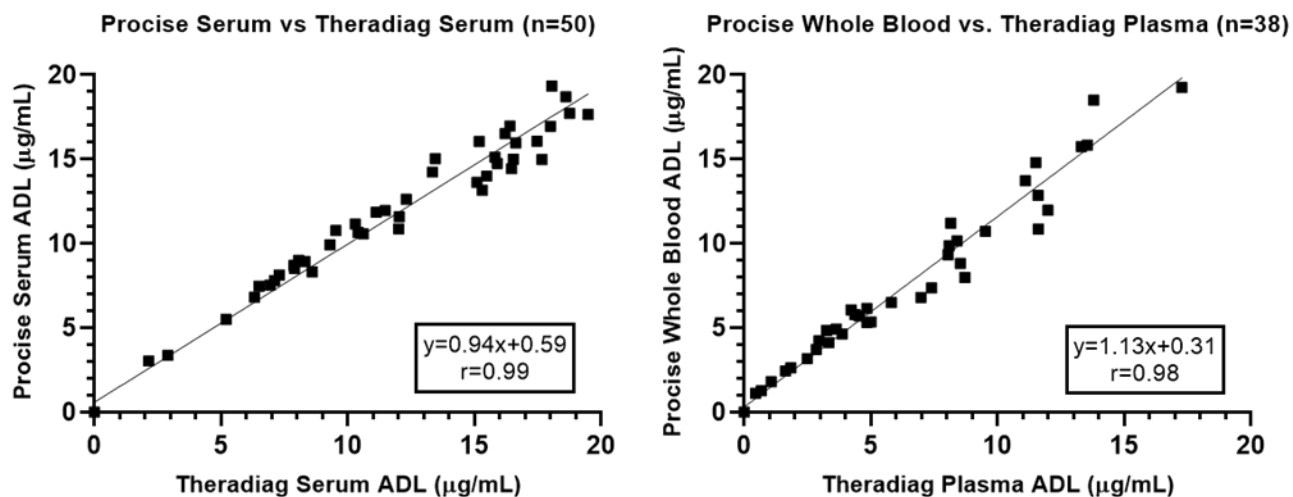 Procise Serum vs Theradiag Serum (n=50)
Procise Serum ADL (μg/mL)
20
15
10
5
0
y=0.94x+0.59
r=0.99
0 5 10 15 20
Theradiag Serum ADL (μg/mL)
Procise Whole Blood vs. Theradiag Plasma (n=38)
Procise Whole Blood ADL (μg/mL)
20
15
10
5
0
y=1.13x+0.31
r=0.98
0 5 10 15 20
Theradiag Plasma ADL (μg/mL)